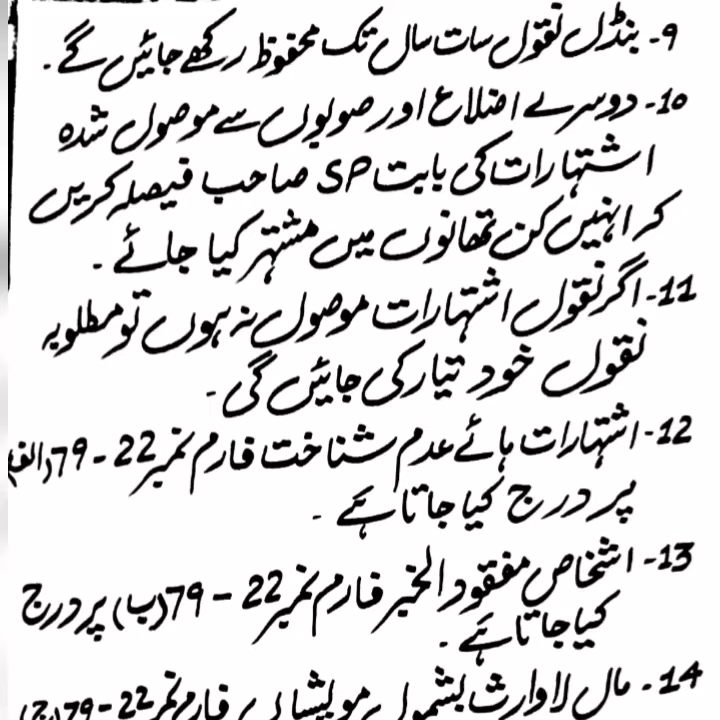 9- بنڈل نقول سات سال تک محفوظ رکھے جائیں گے۔
10- دوسرے اضلاع اور صوبوں سے موصول شدہ
اشتہارات کی بابت SP صاحب فیصلہ کریں
کہ انہیں کن تھانوں میں مشتہر کیا جائے۔
11- اگر نقول اشتہارات موصول نہ ہوں تو مطلوبہ
نقول خود تیار کی جائیں گی۔
12- اشتہارات ہائے عدم شناخت فارم نمبر 22-79(الف)
پر درج کیا جاتا ہے۔
13- اشخاص مفقود الخبر فارم نمبر 22-79(ب) پر درج
کیا جاتا ہے۔
14- مال لاوارث بشمول مویشیاں فارم نمبر 22-79(ج)